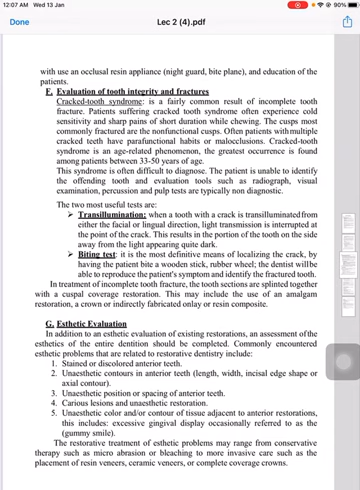 12:07 AM Wed 13 Jan
90%
Done
Lec 2 (4).pdf
with use an occlusal resin appliance (night guard, bite plane), and education of the
patients.
F. Evaluation of tooth integrity and fractures
Cracked-tooth syndrome: is a fairly common result of incomplete tooth
fracture. Patients suffering cracked tooth syndrome often experience cold
sensitivity and sharp pains of short duration while chewing. The cusps most
commonly fractured are the nonfunctional cusps. Often patients with multiple
cracked teeth have parafunctional habits or malocclusions. Cracked-tooth
syndrome is an age-related phenomenon, the greatest occurrence is found
among patients between 33-50 years of age.
This syndrome is often difficult to diagnose. The patient is unable to identify
the offending tooth and evaluation tools such as radiograph, visual
examination, percussion and pulp tests are typically non diagnostic.
The two most useful tests are:
➢ Transillumination: when a tooth with a crack is transilluminated from
either the facial or lingual direction, light transmission is interrupted at
the point of the crack. This results in the portion of the tooth on the side
away from the light appearing quite dark.
➢ Biting test: it is the most definitive means of localizing the crack, by
having the patient bite a wooden stick, rubber wheel; the dentist will be
able to reproduce the patient's symptom and identify the fractured tooth.
In treatment of incomplete tooth fracture, the tooth sections are splinted together
with a cuspal coverage restoration. This may include the use of an amalgam
restoration, a crown or indirectly fabricated onlay or resin composite.
G. Esthetic Evaluation
In addition to an esthetic evaluation of existing restorations, an assessment of the
esthetics of the entire dentition should be completed. Commonly encountered
esthetic problems that are related to restorative dentistry include:
1. Stained or discolored anterior teeth.
2. Unaesthetic contours in anterior teeth (length, width, incisal edge shape or
axial contour).
3. Unaesthetic position or spacing of anterior teeth.
4. Carious lesions and unaesthetic restoration.
5. Unaesthetic color and/or contour of tissue adjacent to anterior restorations,
this includes: excessive gingival display occasionally referred to as the
(gummy smile).
The restorative treatment of esthetic problems may range from conservative
therapy such as micro abrasion or bleaching to more invasive care such as the
placement of resin veneers, ceramic veneers, or complete coverage crowns.